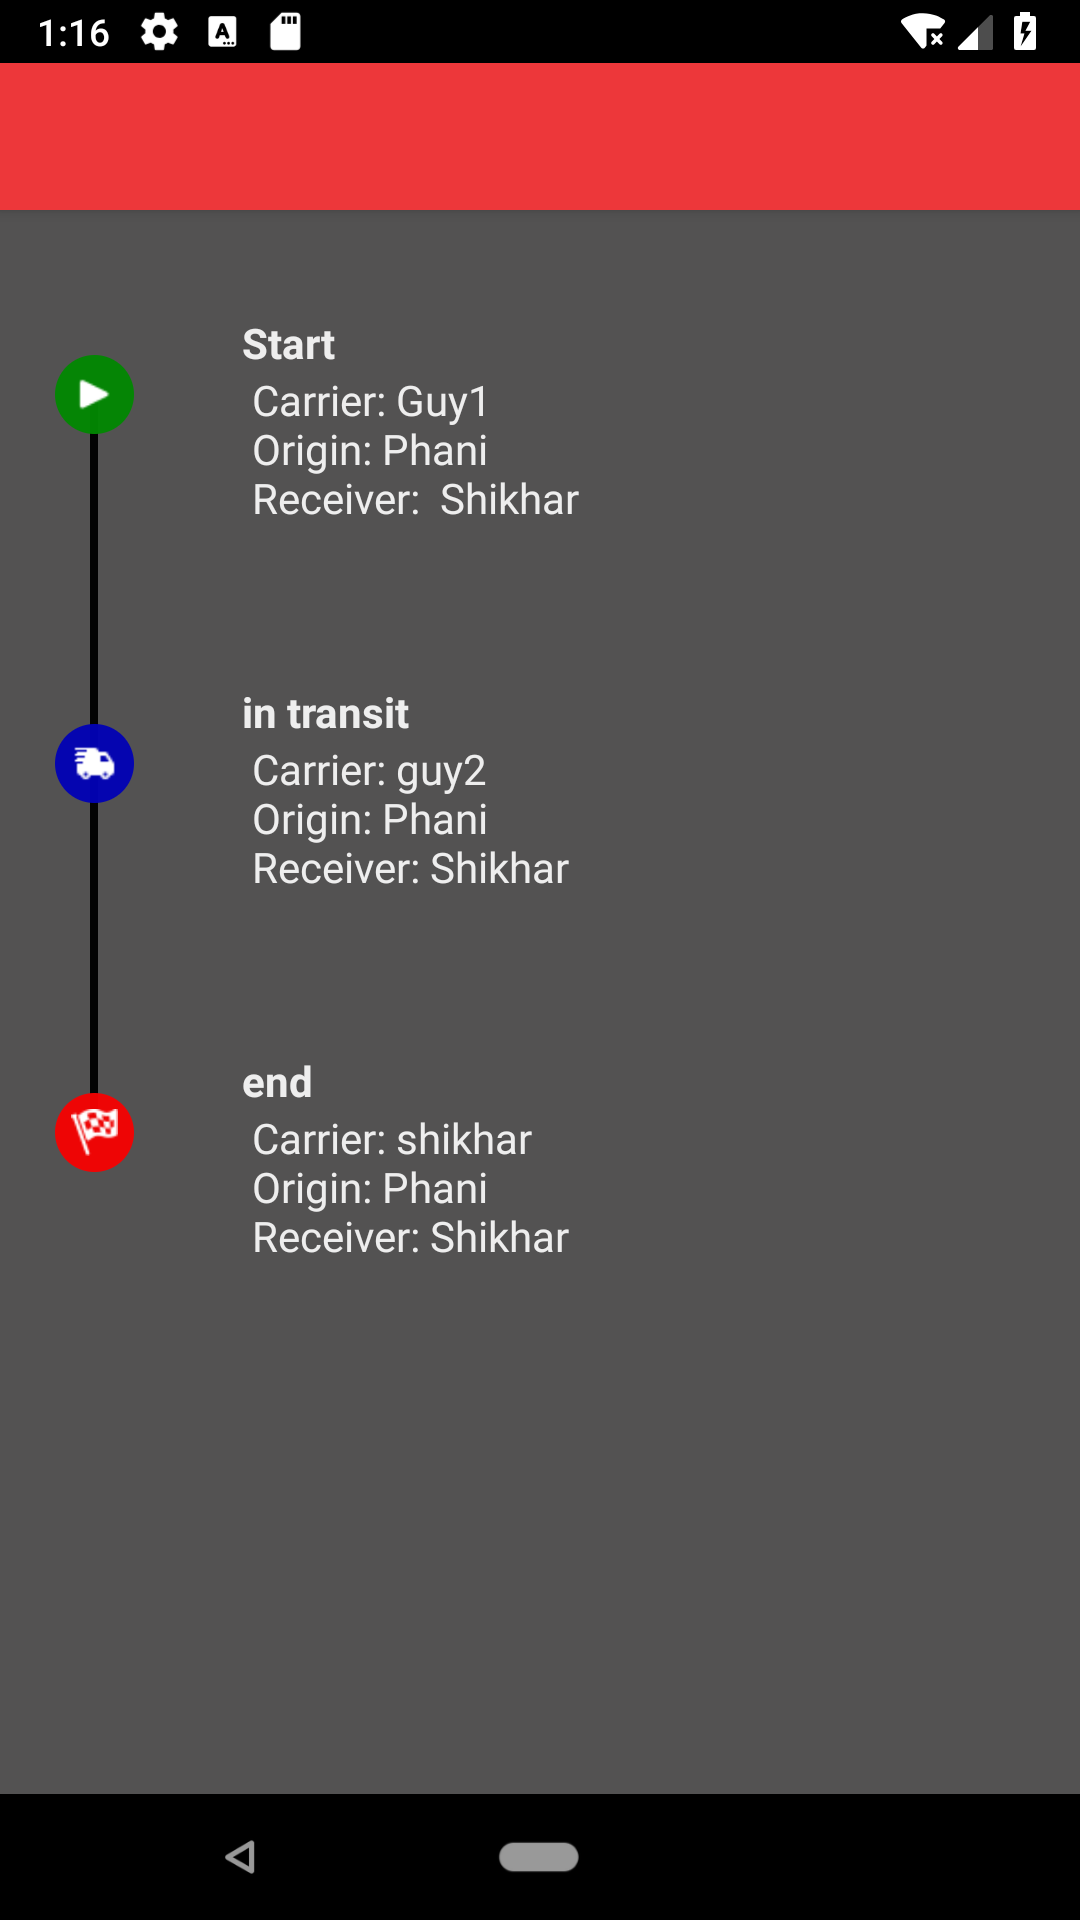 1:16
A
Start
Carrier: Guy1
Origin: Phani
Receiver:  Shikhar
in transit
Carrier: guy2
Origin: Phani
Receiver: Shikhar
end
Carrier: shikhar
Origin: Phani
Receiver: Shikhar